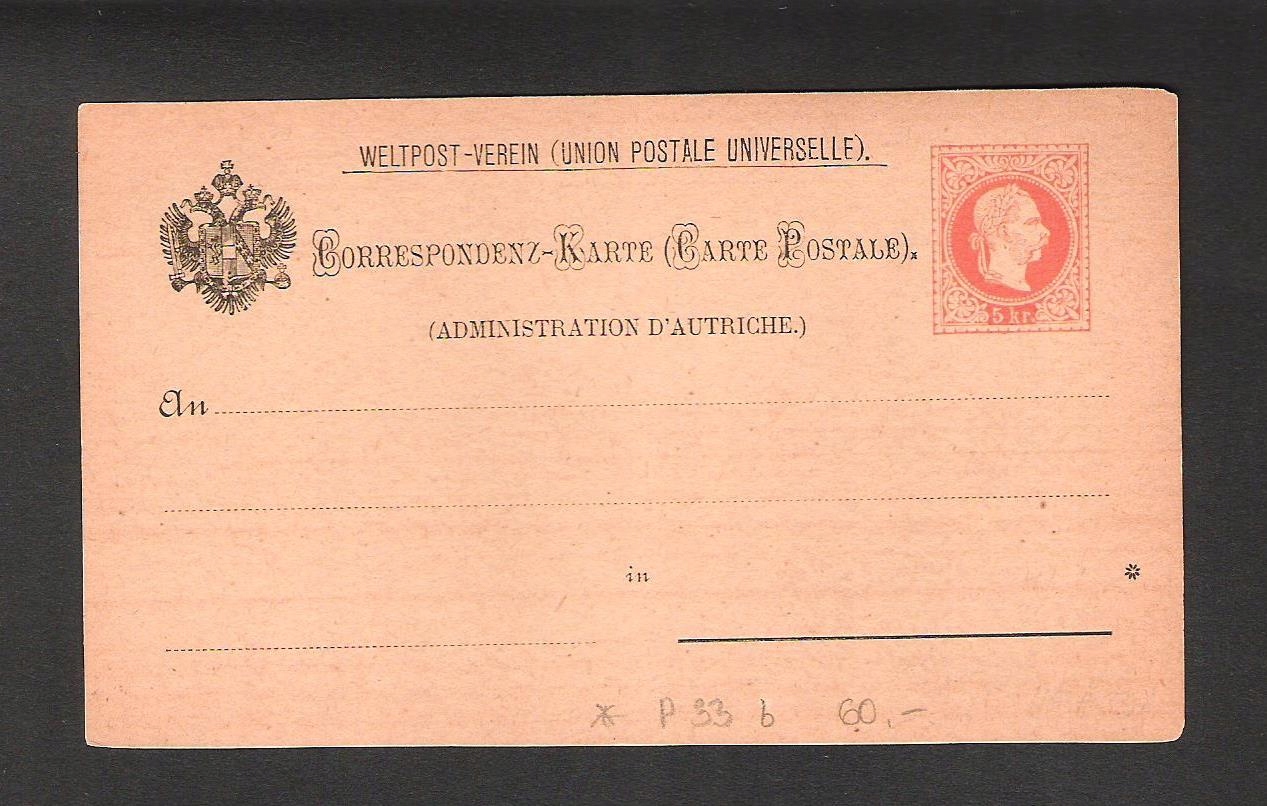 WELTPOST-VEREIN (UNION POSTALE UNIVERSELLE).
CORRESPONDENZ-KARTE (CARTE POSTALE).
(ADMINISTRATION D'AUTRICHE.)
5 kr.
An
in
*
* P 33 b 60,-